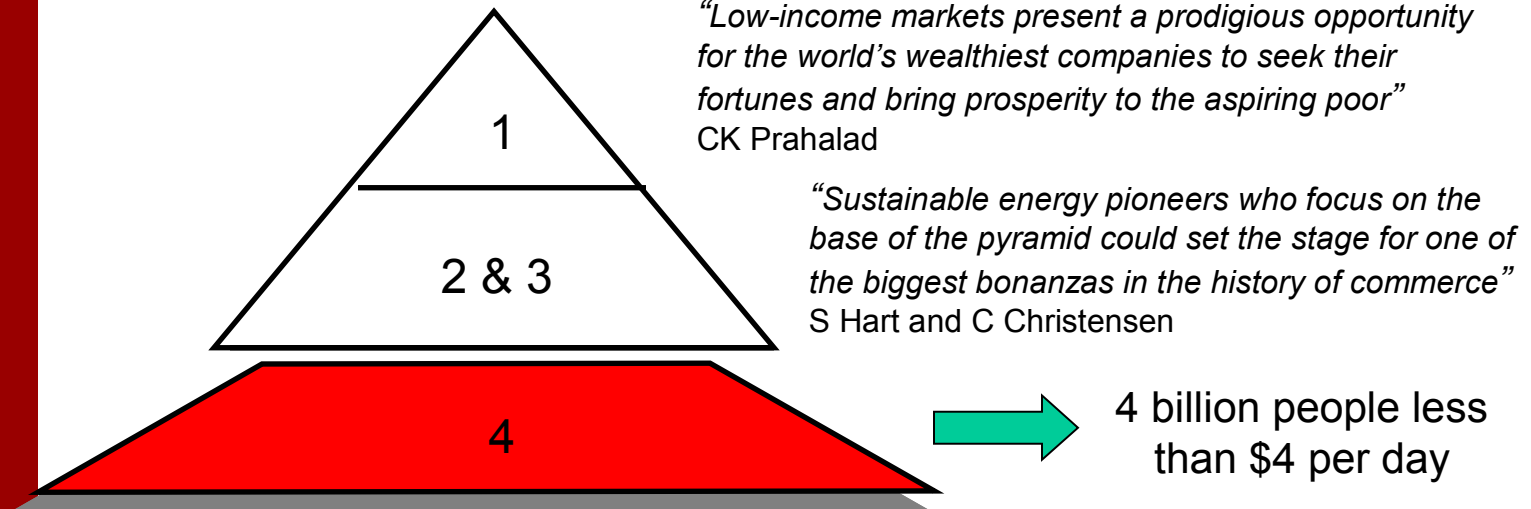 “Low-income markets present a prodigious opportunity
for the world’s wealthiest companies to seek their
fortunes and bring prosperity to the aspiring poor”
CK Prahalad
1
“Sustainable energy pioneers who focus on the
base of the pyramid could set the stage for one of
the biggest bonanzas in the history of commerce”
S Hart and C Christensen
2 & 3
4
4 billion people less
than $4 per day